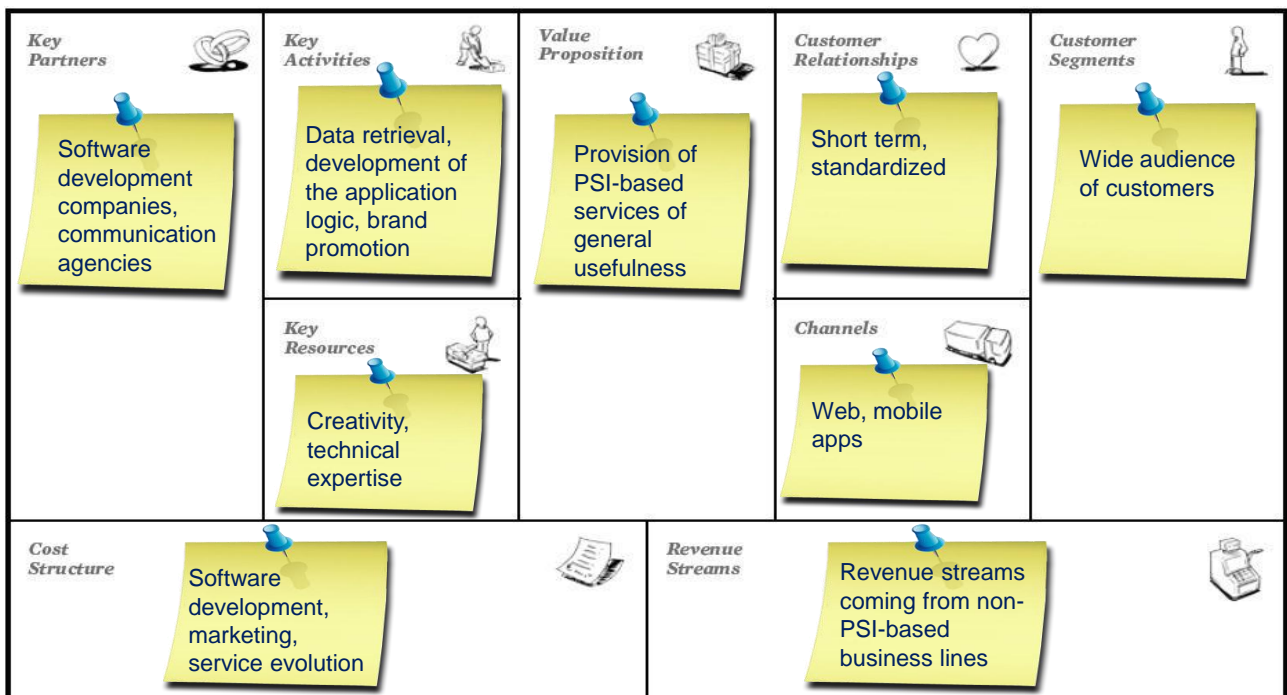 Key
Partners
Software
development
companies,
communication
agencies
Key
Activities
Data retrieval,
development of
the application
logic, brand
promotion
Key
Resources
Creativity,
technical
expertise
Value
Proposition
Provision of
PSI-based
services of
general
usefulness
Customer
Relationships
Short term,
standardized
Channels
Web, mobile
apps
Customer
Segments
Wide audience
of customers
Cost
Structure
Software
development,
marketing,
service evolution
Revenue
Streams
Revenue streams
coming from non-
PSI-based
business lines